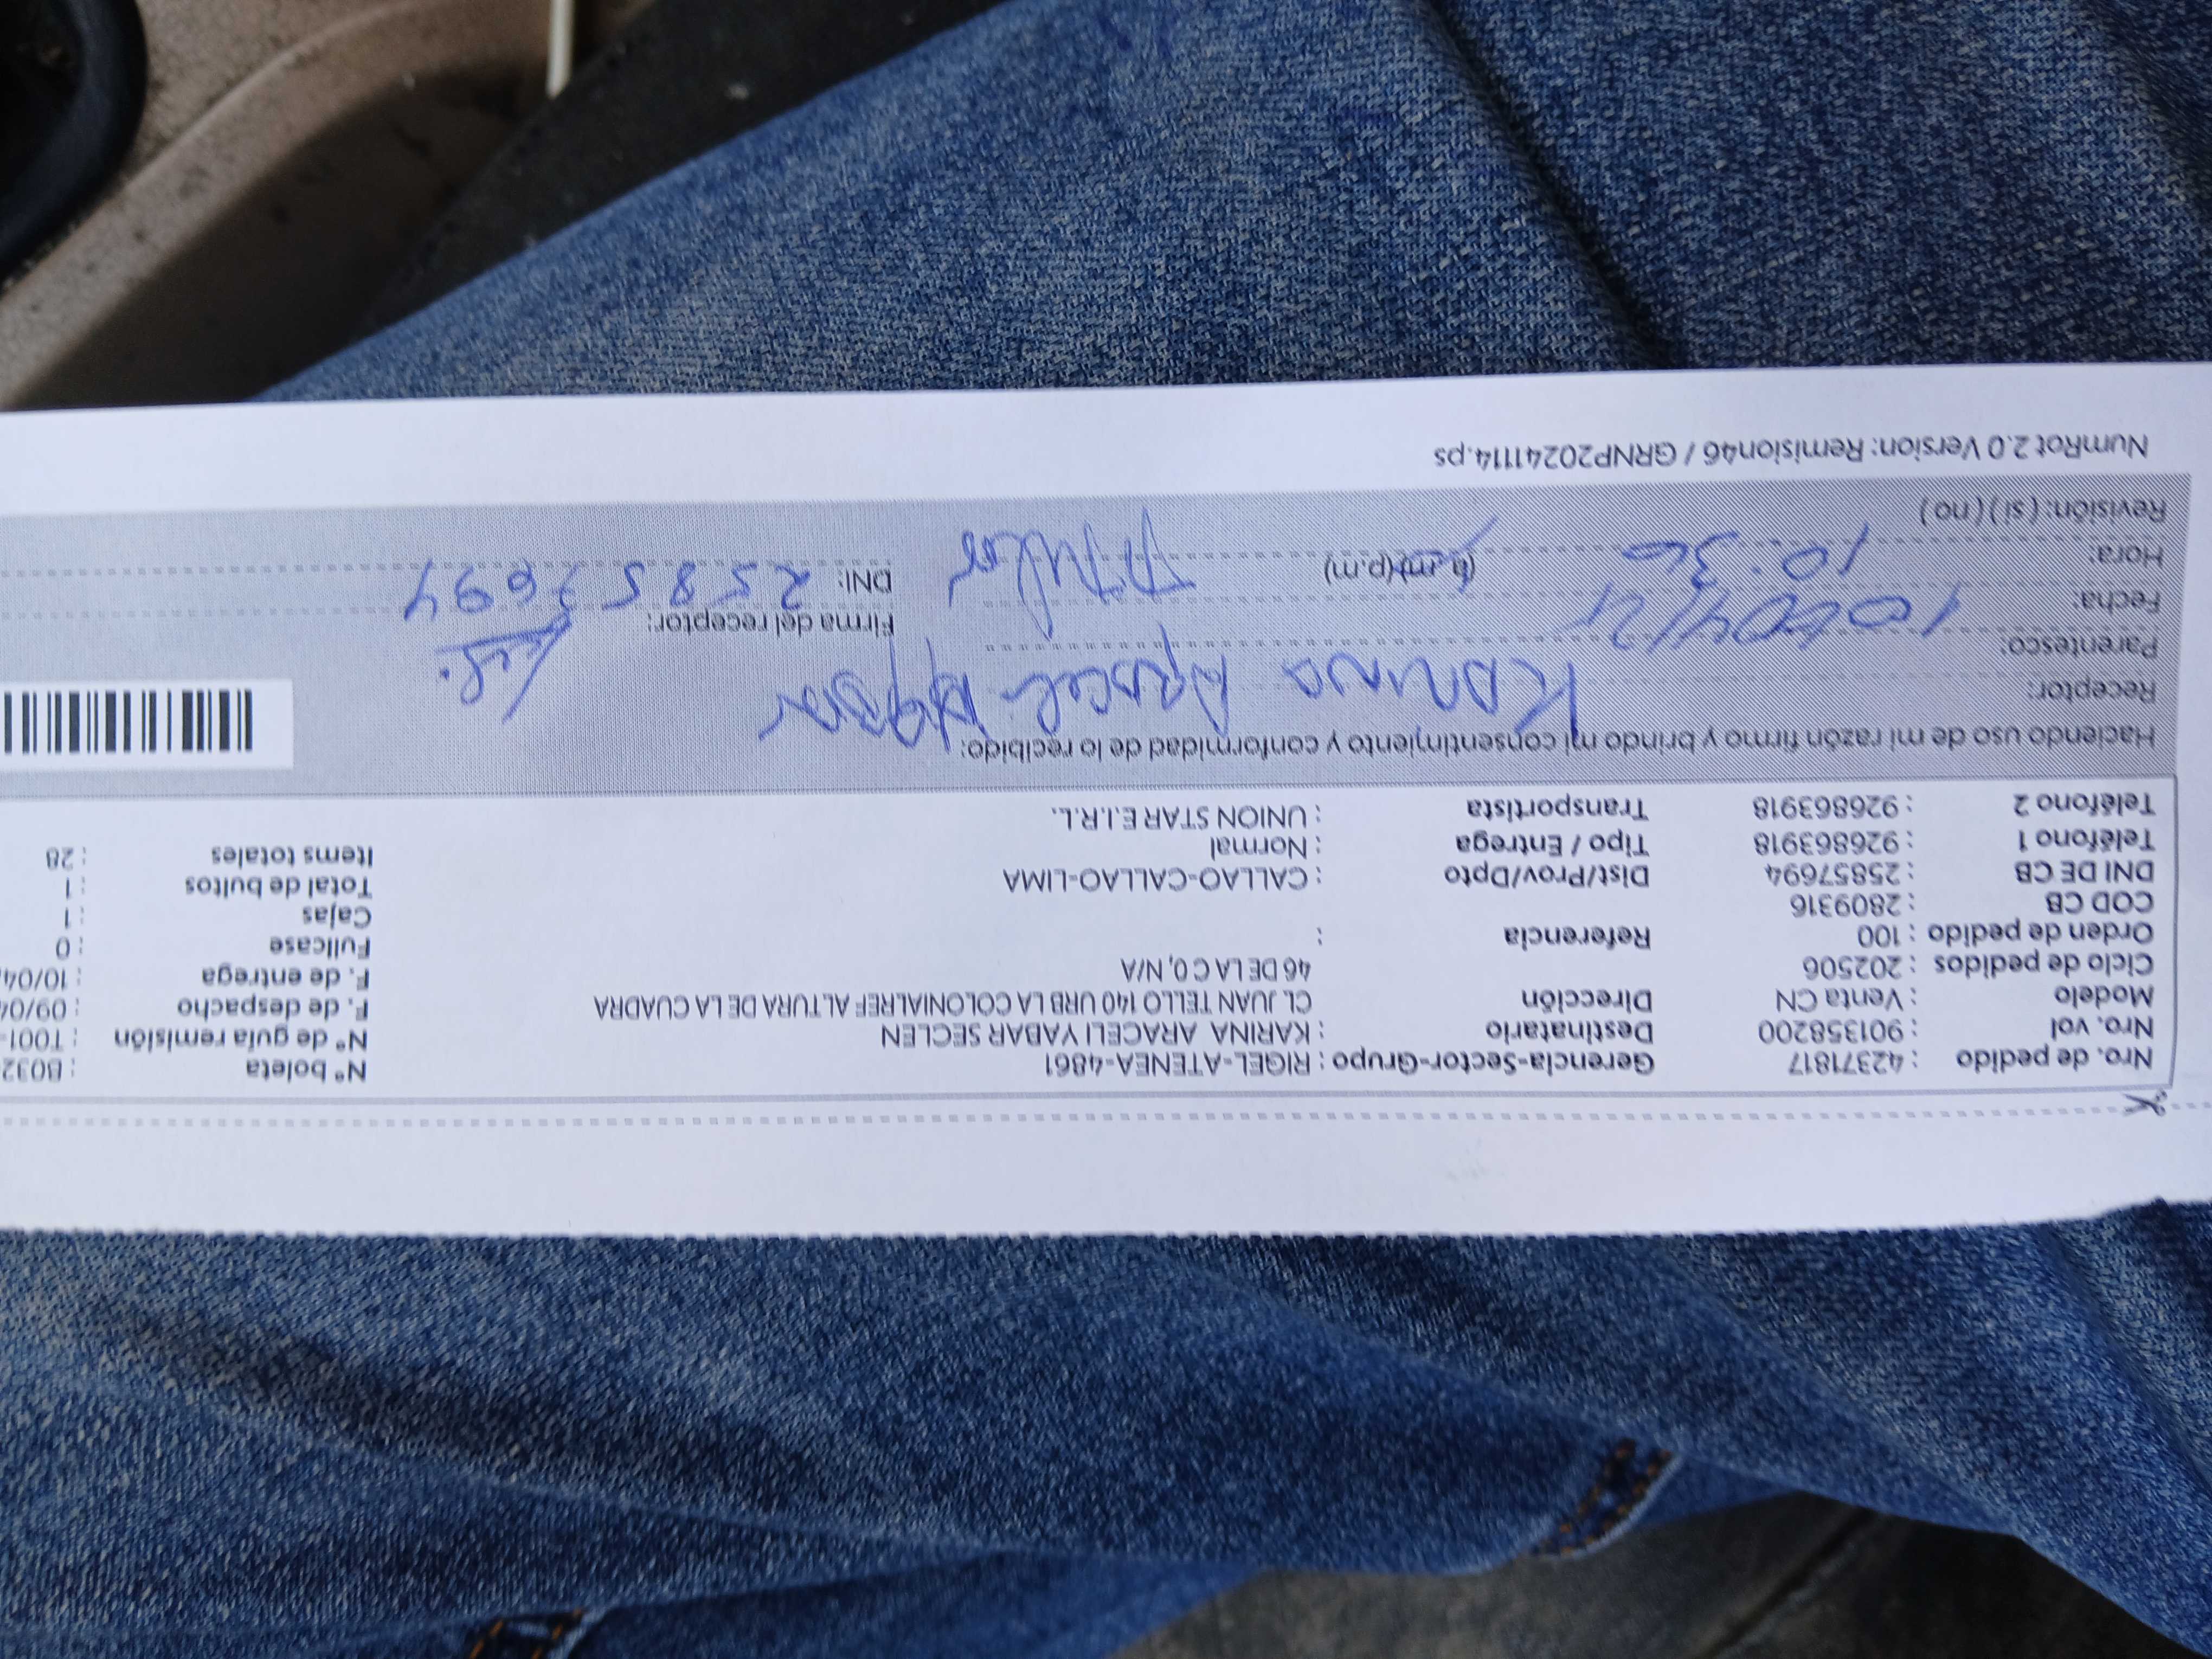 Nro. de pedido : 42371817 Gerencia-Sector-Grupo : RIGEL-ATENEA-4861 Nº boleta : B032
Nro. vol : 901358200 Destinatario : KARINA ARACELI YABAR SECLEN Nº de guía remisión : T001-
Modelo : Venta CN Dirección CL JUAN TELLO 140 URB LA COLONIALREF ALTURA DE LA CUADRA F. de despacho : 09/04
Ciclo de pedidos : 202506 46 DE LA C 0, N/A F. de entrega : 10/04/
Orden de pedido : 100 Referencia : Fullcase : 0
COD CB : 2809316 Cajas : 1
DNI DE CB : 25857694 Dist/Prov/Dpto : CALLAO-CALLAO-LIMA Total de bultos : 1
Teléfono 1 : 926863918 Tipo / Entrega : Normal Items totales : 28
Teléfono 2 : 926863918 Transportista : UNION STAR E.I.R.L.
Haciendo uso de mi razón firmo y brindo mi consentimiento y conformidad de lo recibido:
Receptor: Karina
Parentesco: Firma del receptor:
Fecha: 10/04/2
Hora: 10:36 (a.m)(p.m) Titular DNI: 25857694
Revisión: (si) (no)
NumRot 2.0 Version: Remision46 / GRNP20241114.ps